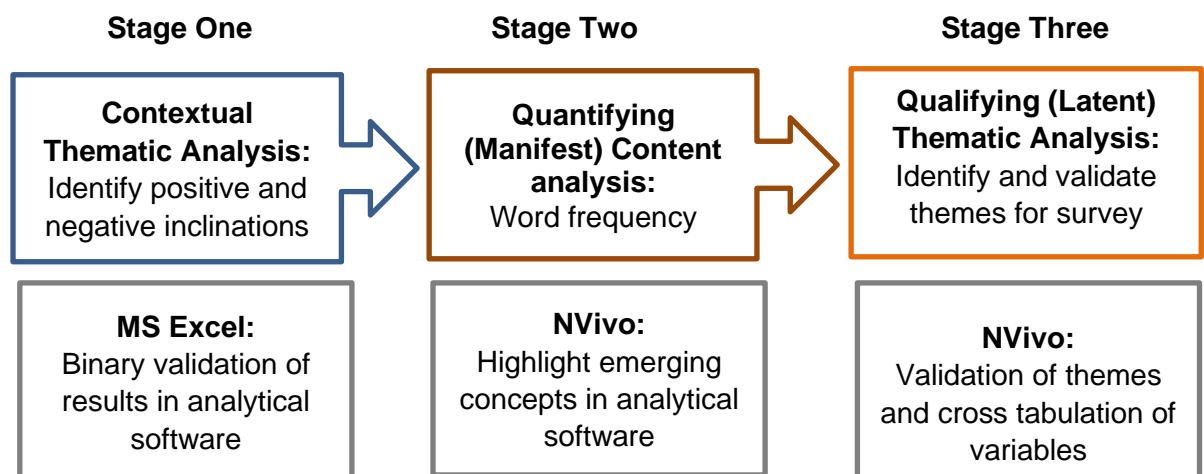 Stage One
Stage Two
Stage Three
Contextual
Thematic Analysis:
Identify positive and
negative inclinations
Quantifying
(Manifest) Content
analysis:
Word frequency
Qualifying (Latent)
Thematic Analysis:
Identify and validate
themes for survey
MS Excel:
Binary validation of
results in analytical
software
NVivo:
Highlight emerging
concepts in analytical
software
NVivo:
Validation of themes
and cross tabulation of
variables